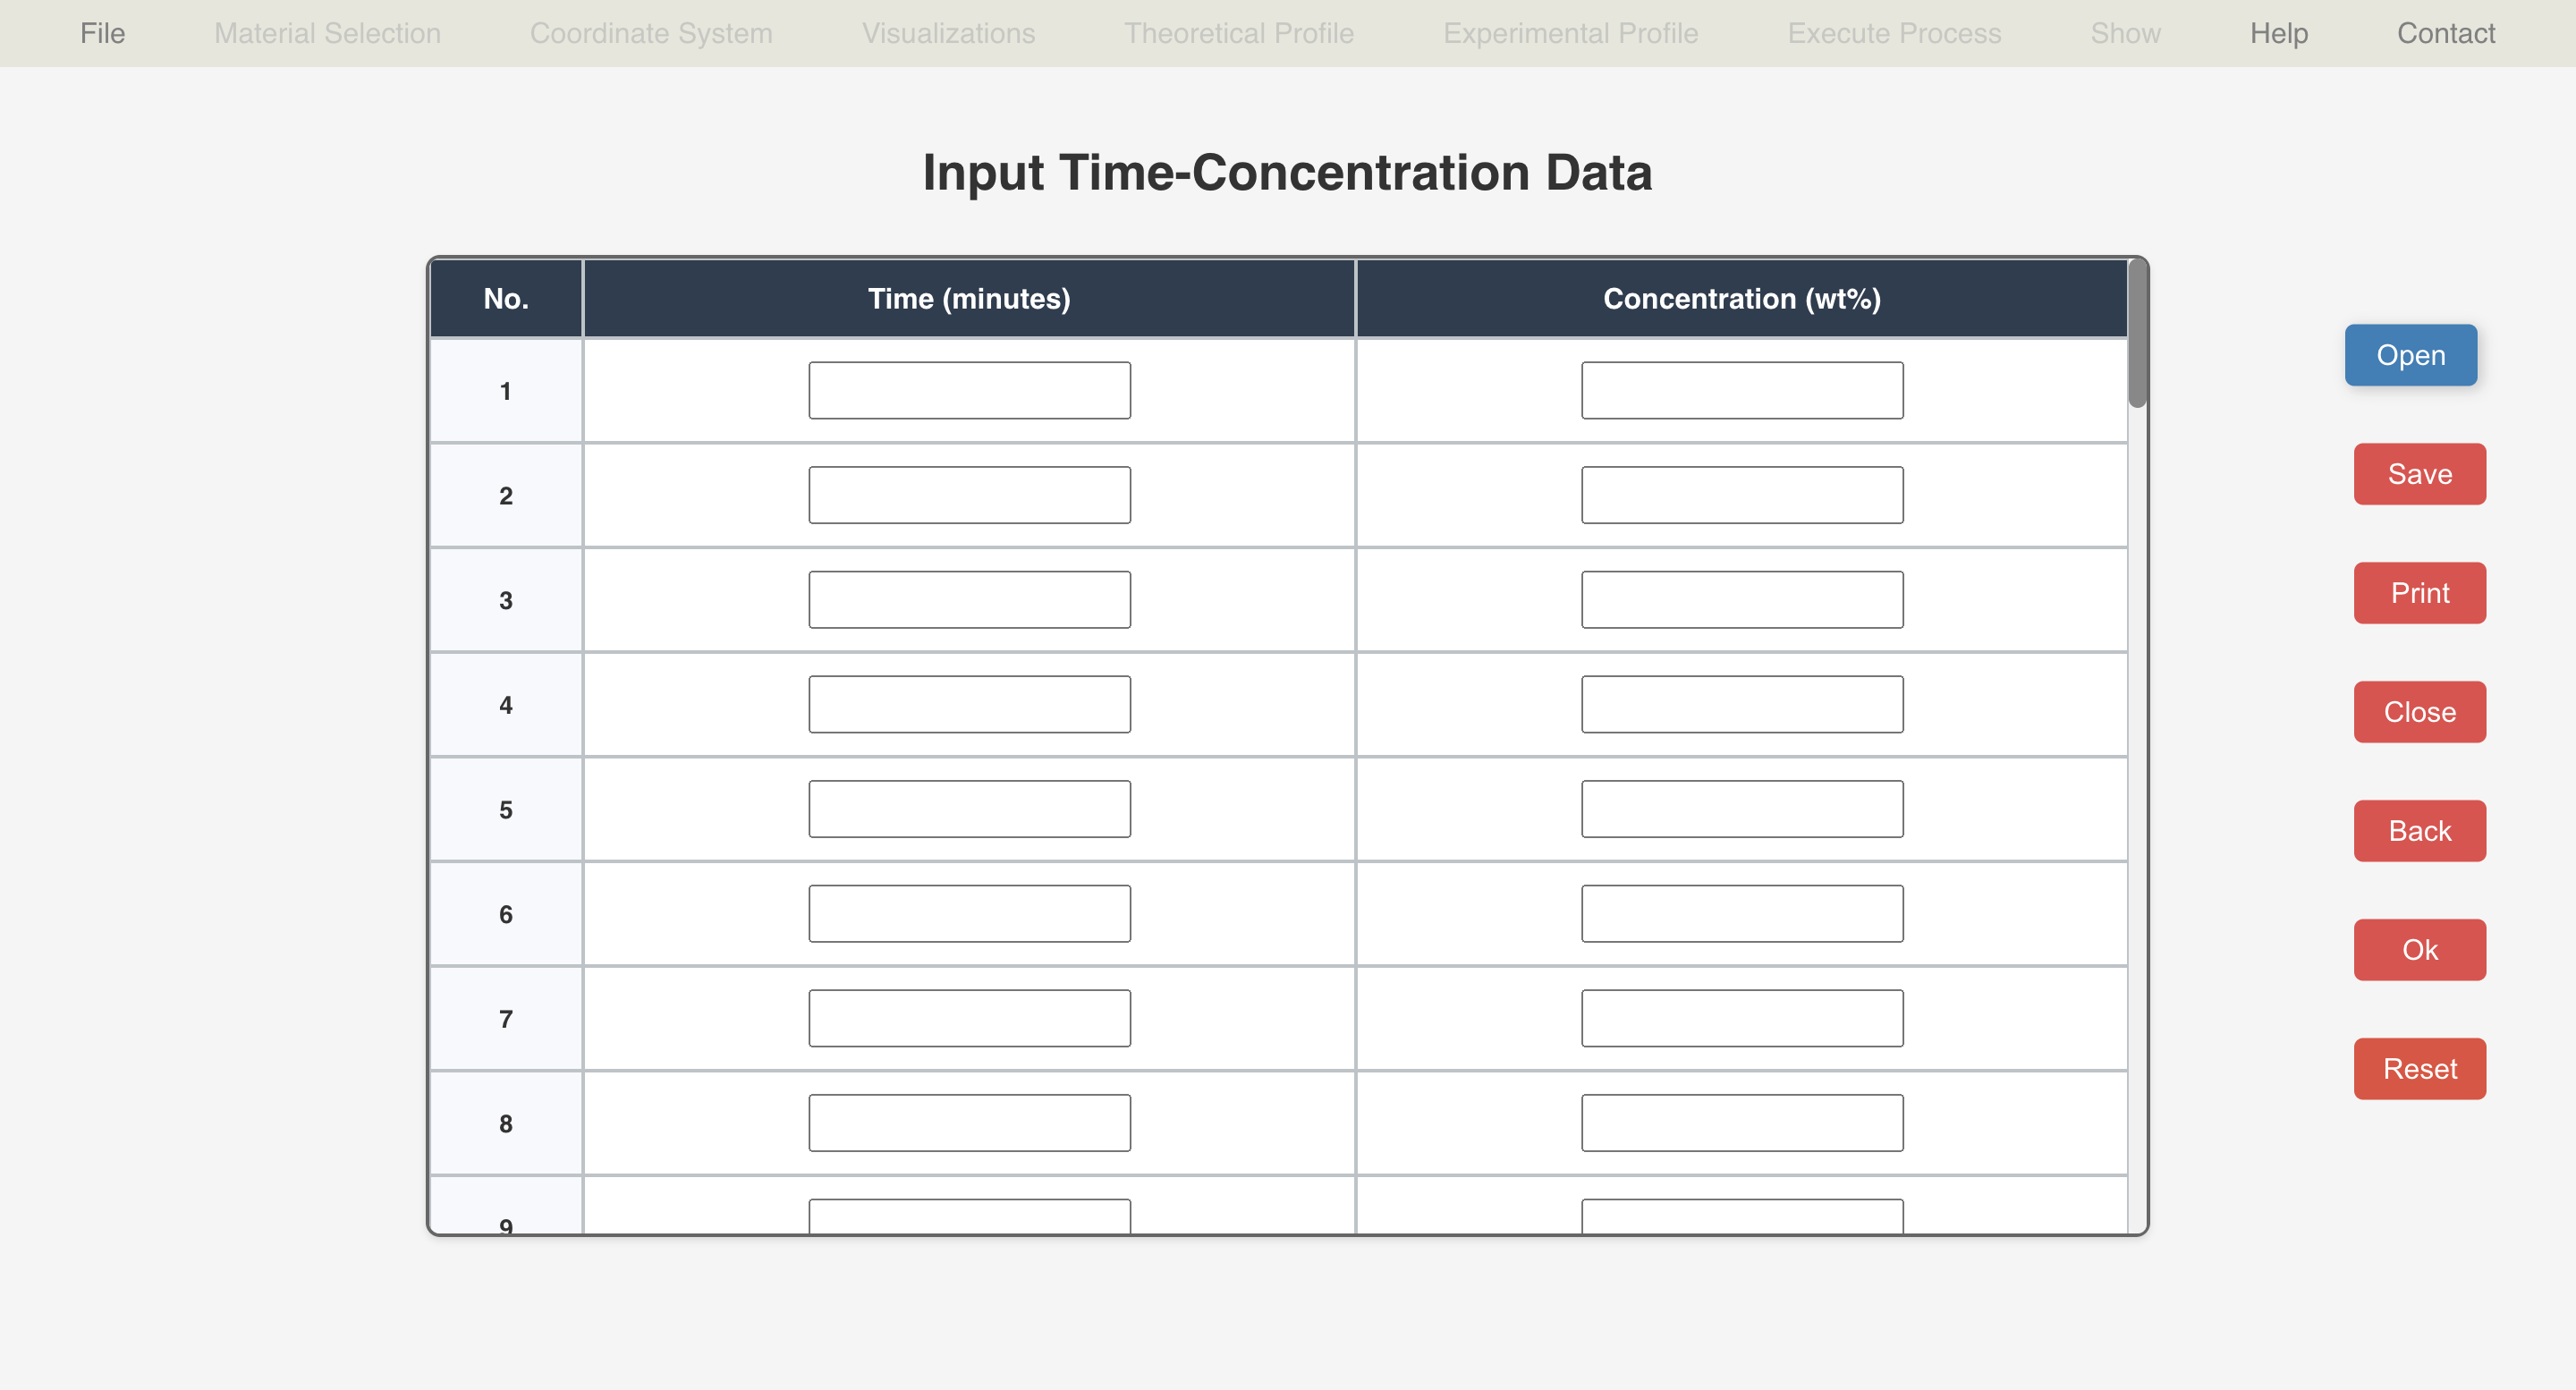 File Material Selection Coordinate System Visualizations Theoretical Profile Experimental Profile Execute Process Show Help Contact
Input Time-Concentration Data
No. Time (minutes) Concentration (wt%)
1
2
3
4
5
6
7
8
9
Open
Save
Print
Close
Back
Ok
Reset